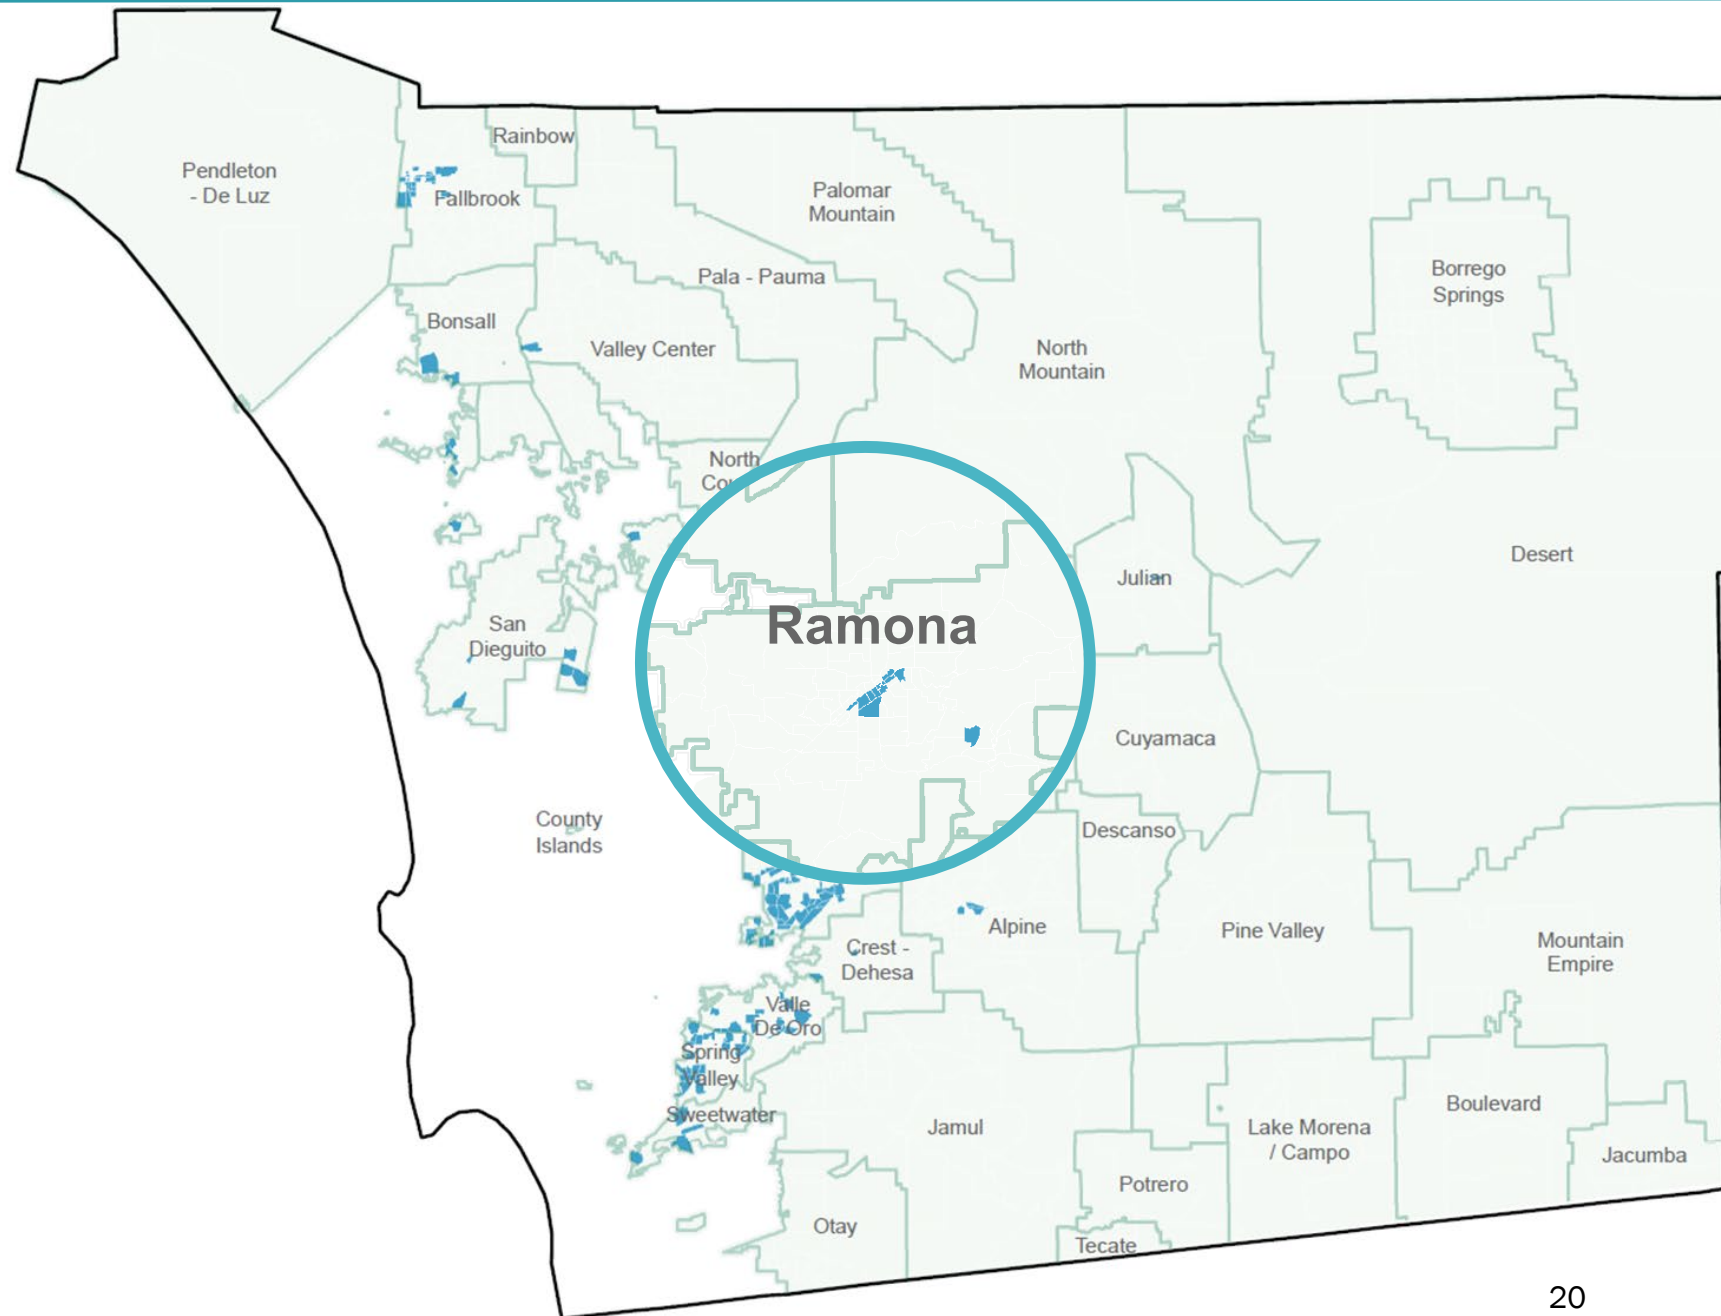 Rainbow
Pendleton
- De Luz
Fallbrook
Palomar
Mountain
Pala - Pauma
Borrego
Springs
Bonsall
Valley Center
North
Mountain
North
Desert
Julian
San
Dieguito
Ramona
Cuyamaca
County
Islands
Descanso
Alpine
Pine Valley
Crest -
Dehesa
Mountain
Empire
Valle
De Oro
Spring
Valley
Sweetwater
Jamul
Lake Morena
/ Campo
Boulevard
Jacumba
Potrero
Otay
Tecate
20